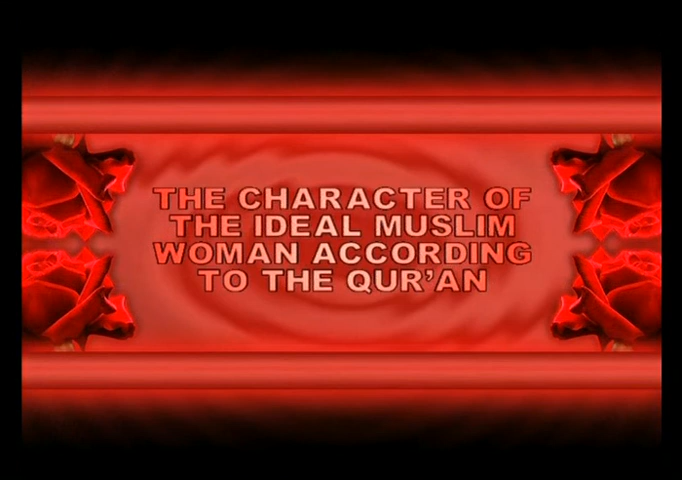 THE CHARACTER OF
THE IDEAL MUSLIM
WOMAN ACCORDING
TO THE QUR’AN